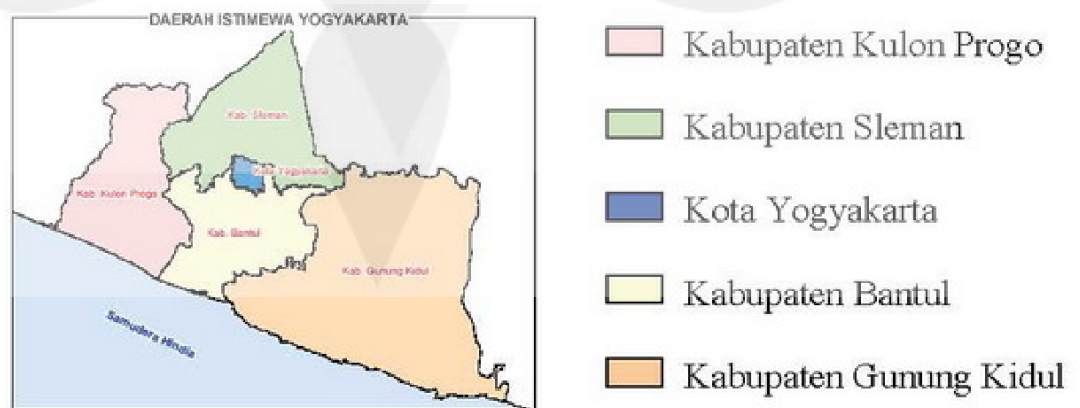 DAERAH ISTIMEWA YOGYAKARTA
Kab. Sleman
Kota Yogyakarta
Kab. Kulon Progo
Kab. Bantul
Kab. Gunung Kidul
Samudera Hindia
Kabupaten Kulon Progo
Kabupaten Sleman
Kota Yogyakarta
Kabupaten Bantul
Kabupaten Gunung Kidul